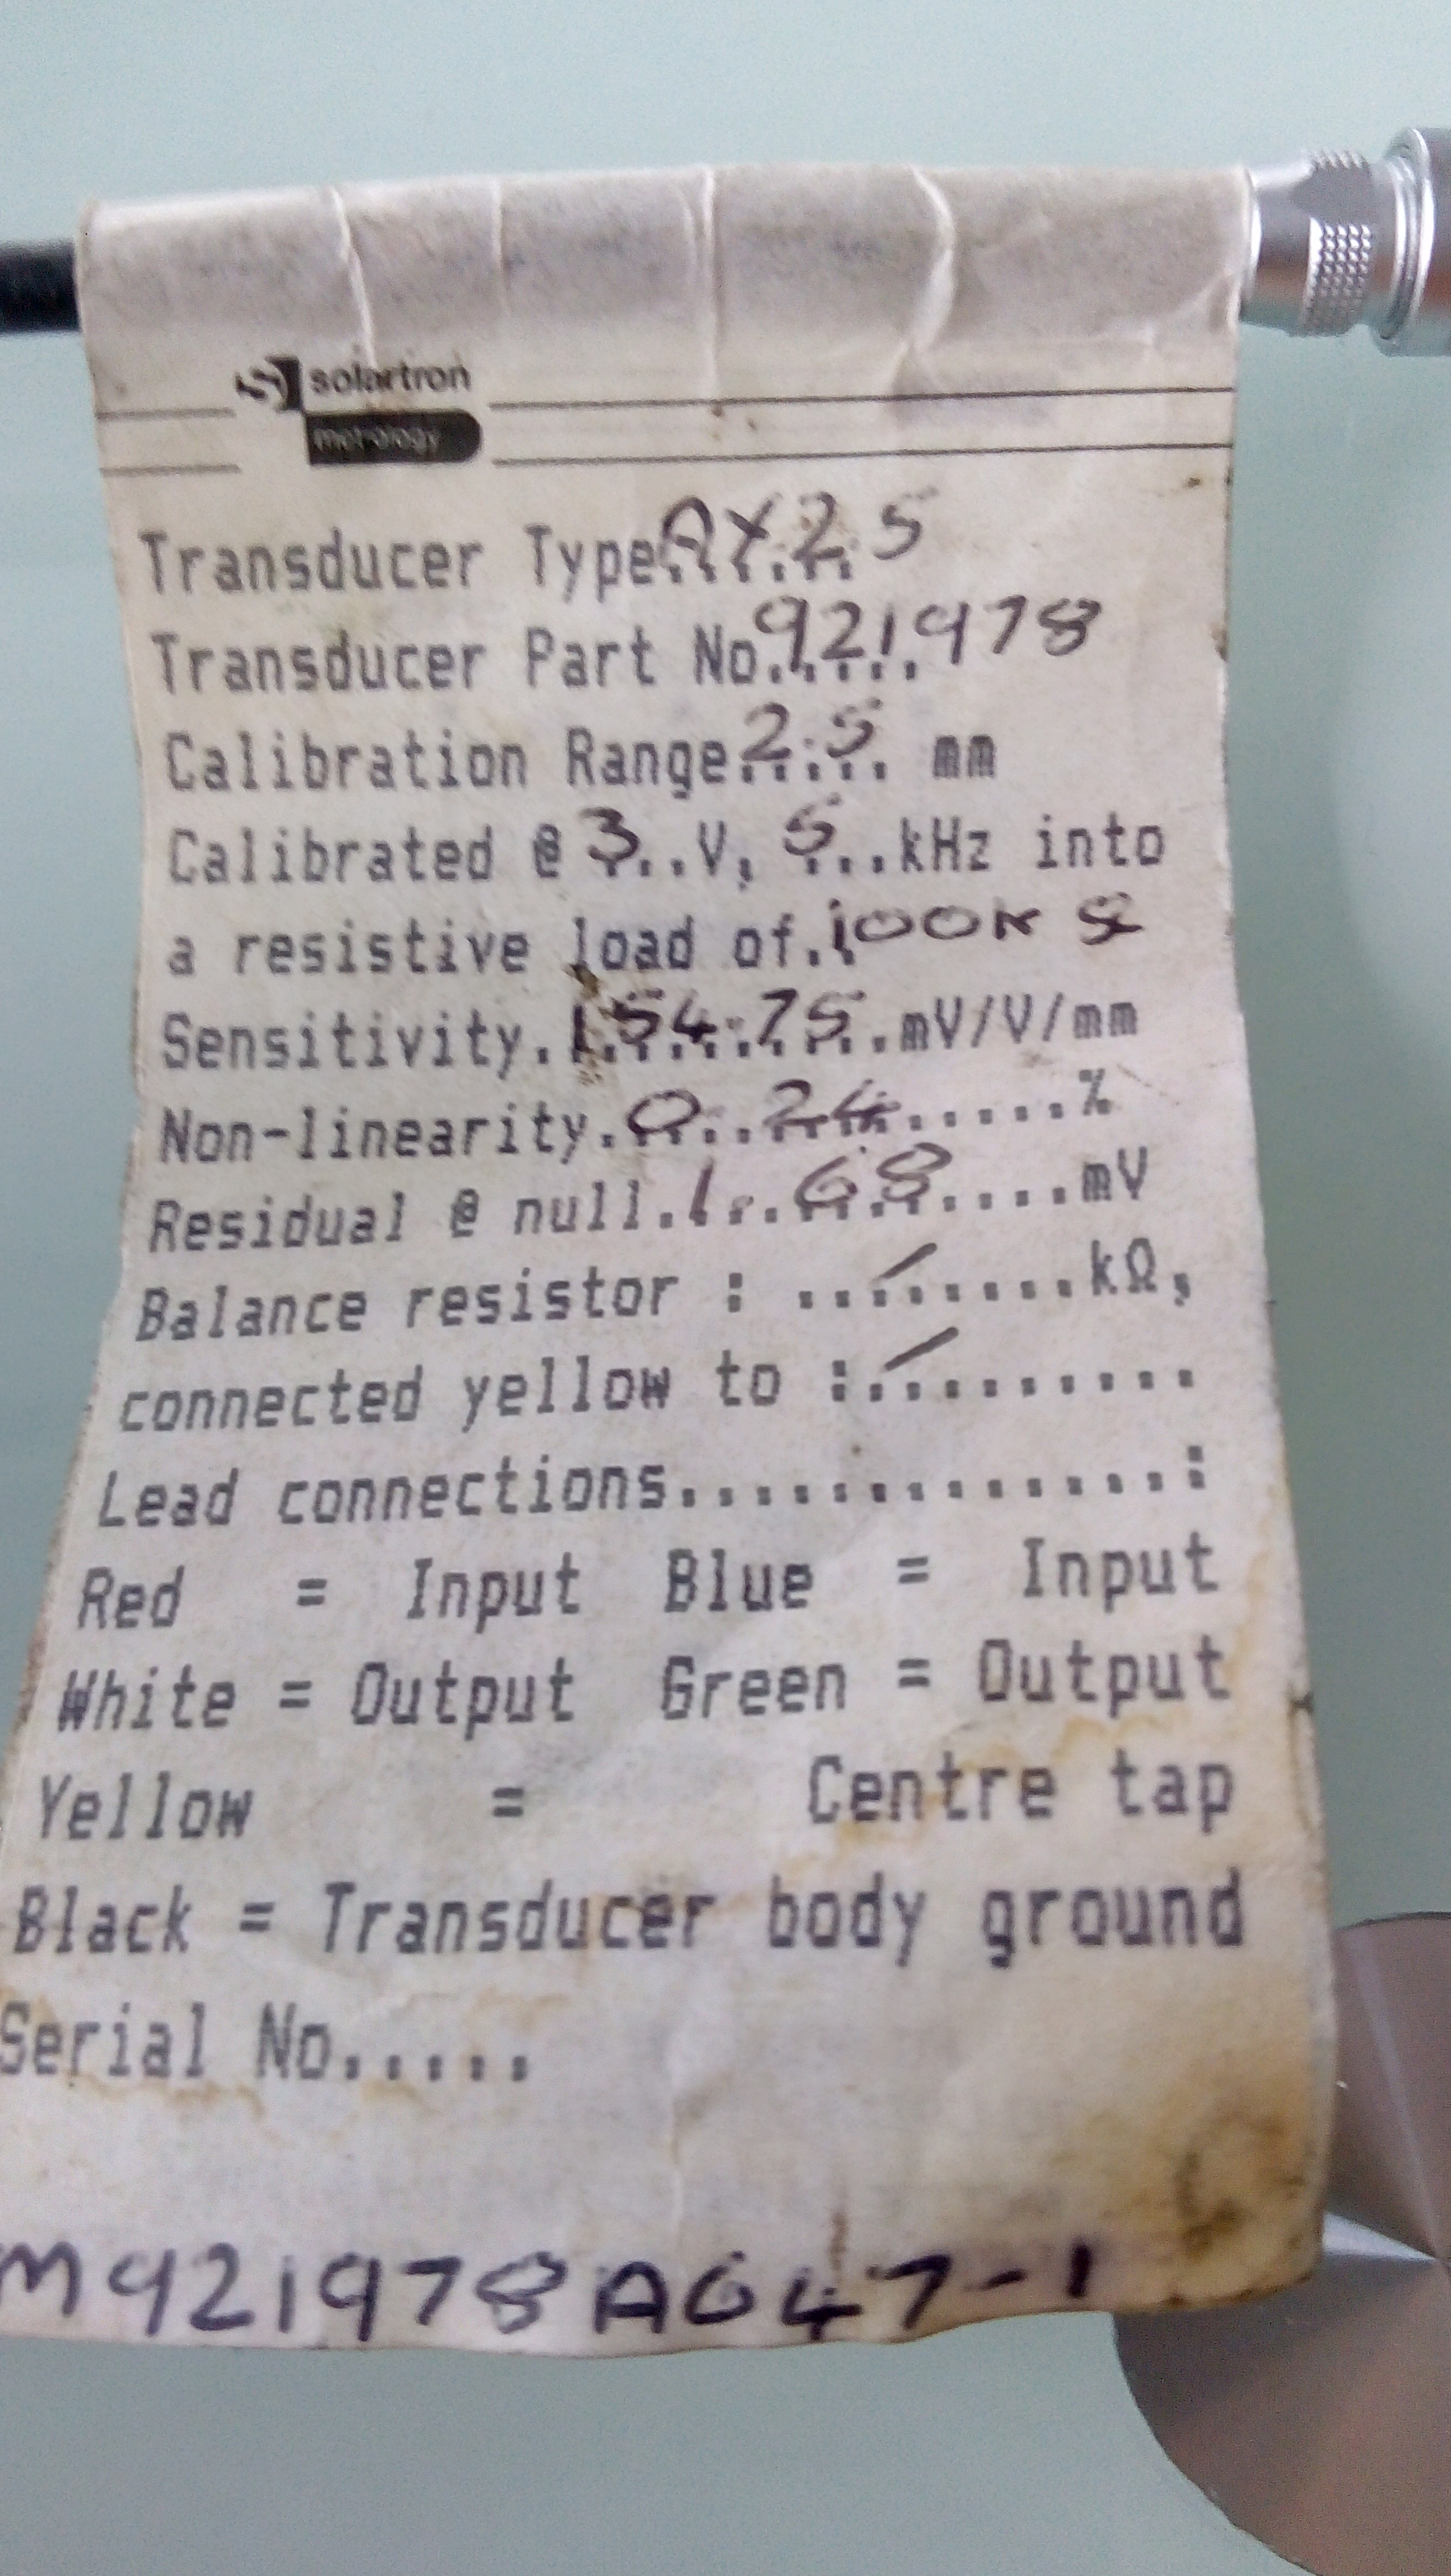 solartron
metrology
Transducer Type AX2.5
Transducer Part No. 921978
Calibration Range 2.5 mm
Calibrated @ 3 V, 5 kHz into
a resistive load of 100K Ω
Sensitivity 154.75 mV/V/mm
Non-linearity 0.24 %
Residual @ null 1.68 mV
Balance resistor : / kΩ,
connected yellow to : /
Lead connections...............:
Red = Input Blue = Input
White = Output Green = Output
Yellow = Centre tap
Black = Transducer body ground
Serial No.....
M921978A047-1